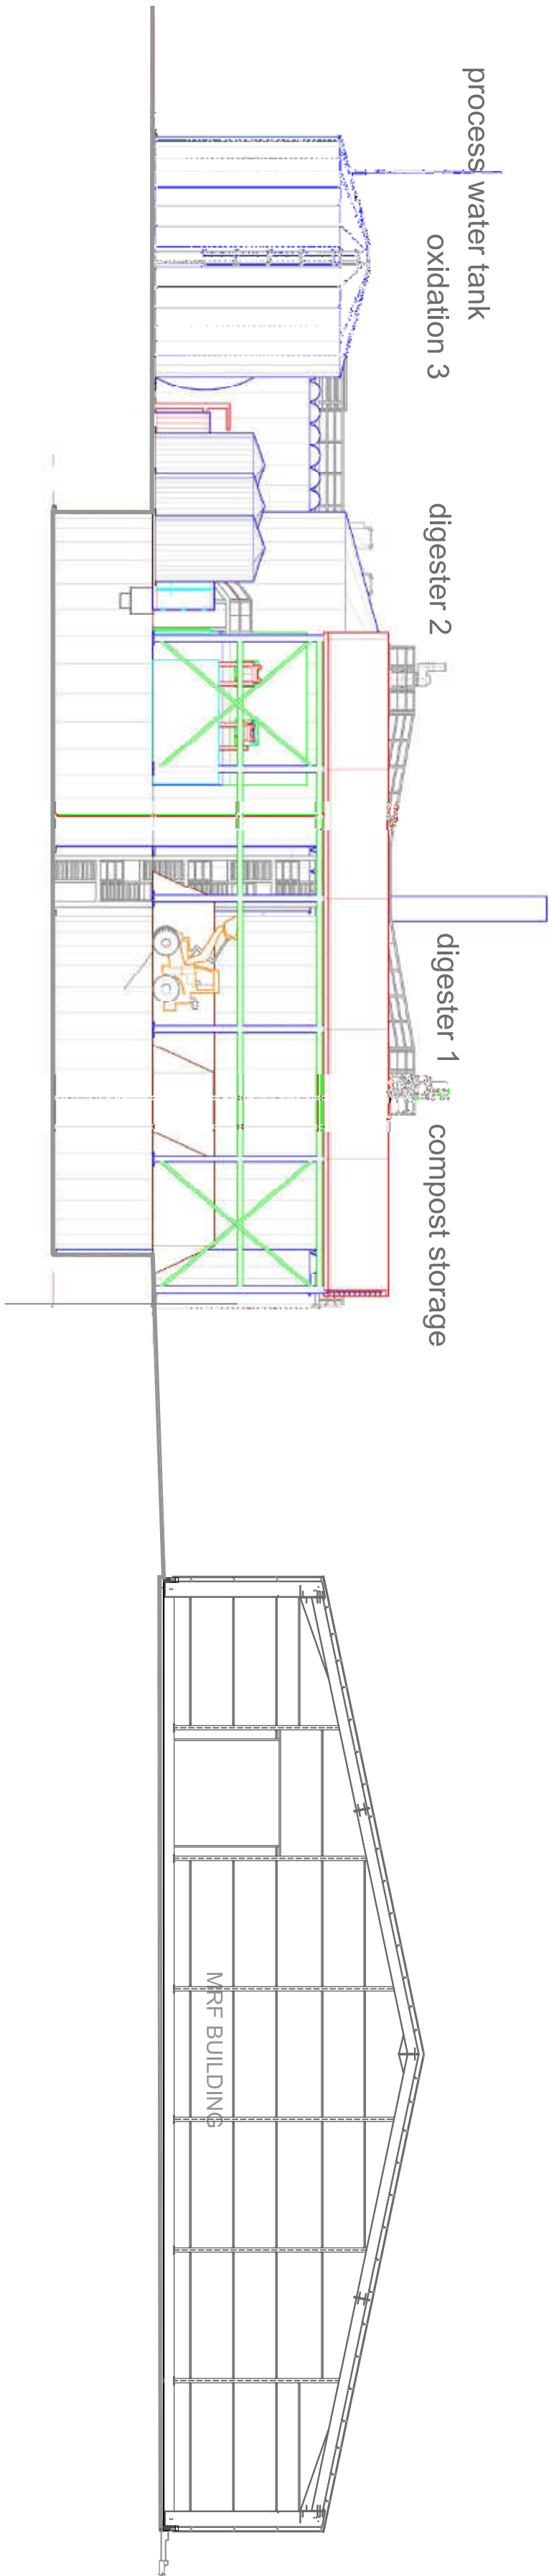 process water tank
oxidation 3
digester 2
digester 1
compost storage
MRF BUILDING